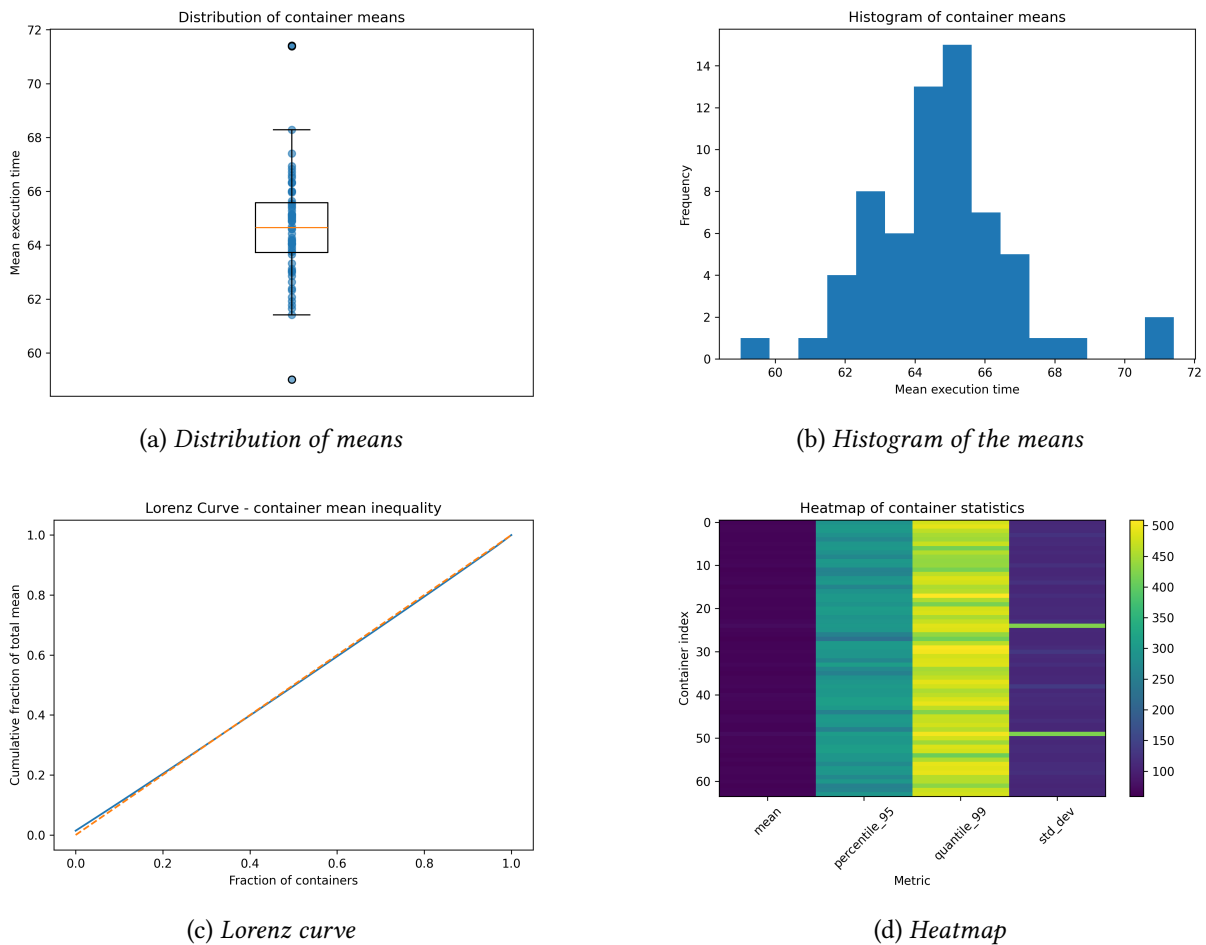 Distribution of container means
72
70
68
66
64
62
60
Mean execution time
(a) Distribution of means
Histogram of container means
14
12
10
8
6
4
2
0
Frequency
60 62 64 66 68 70 72
Mean execution time
(b) Histogram of the means
Lorenz Curve - container mean inequality
1.0
0.8
0.6
0.4
0.2
0.0
Cumulative fraction of total mean
0.0 0.2 0.4 0.6 0.8 1.0
Fraction of containers
(c) Lorenz curve
Heatmap of container statistics
0
10
20
30
40
50
60
Container index
mean percentile_95 quantile_99 std_dev
Metric
500
450
400
350
300
250
200
150
100
(d) Heatmap